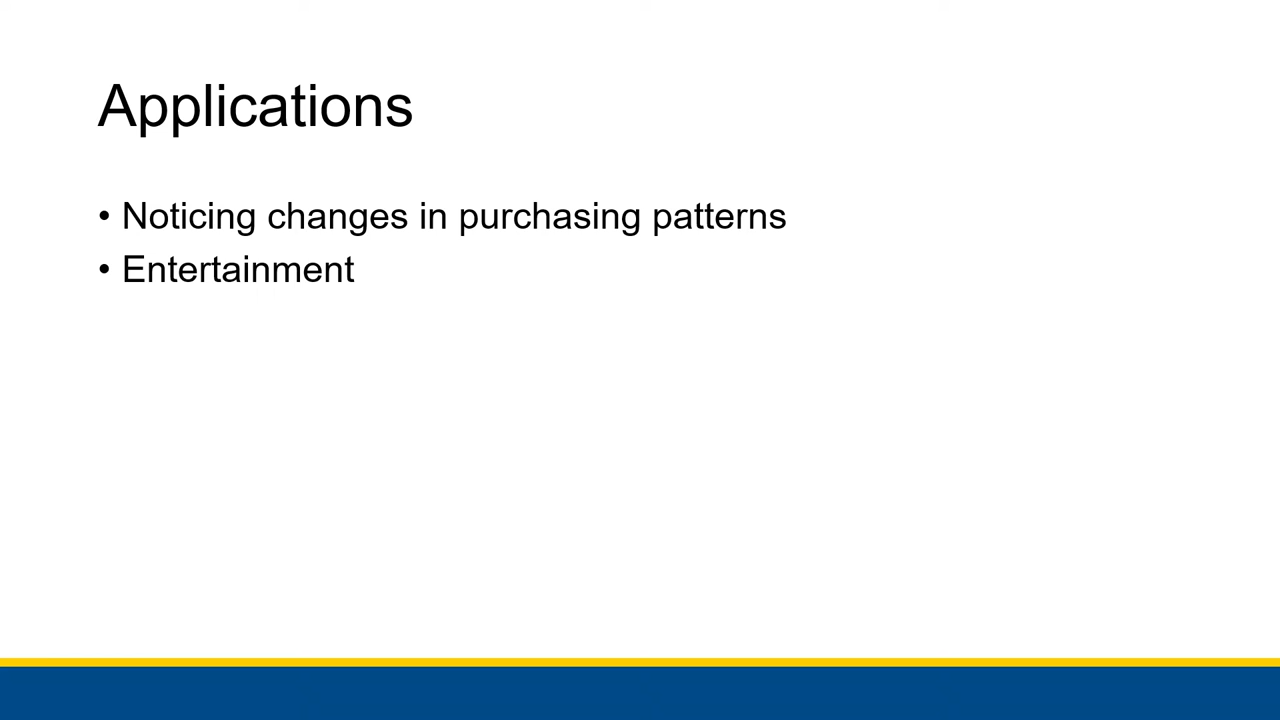 Applications
• Noticing changes in purchasing patterns
• Entertainment